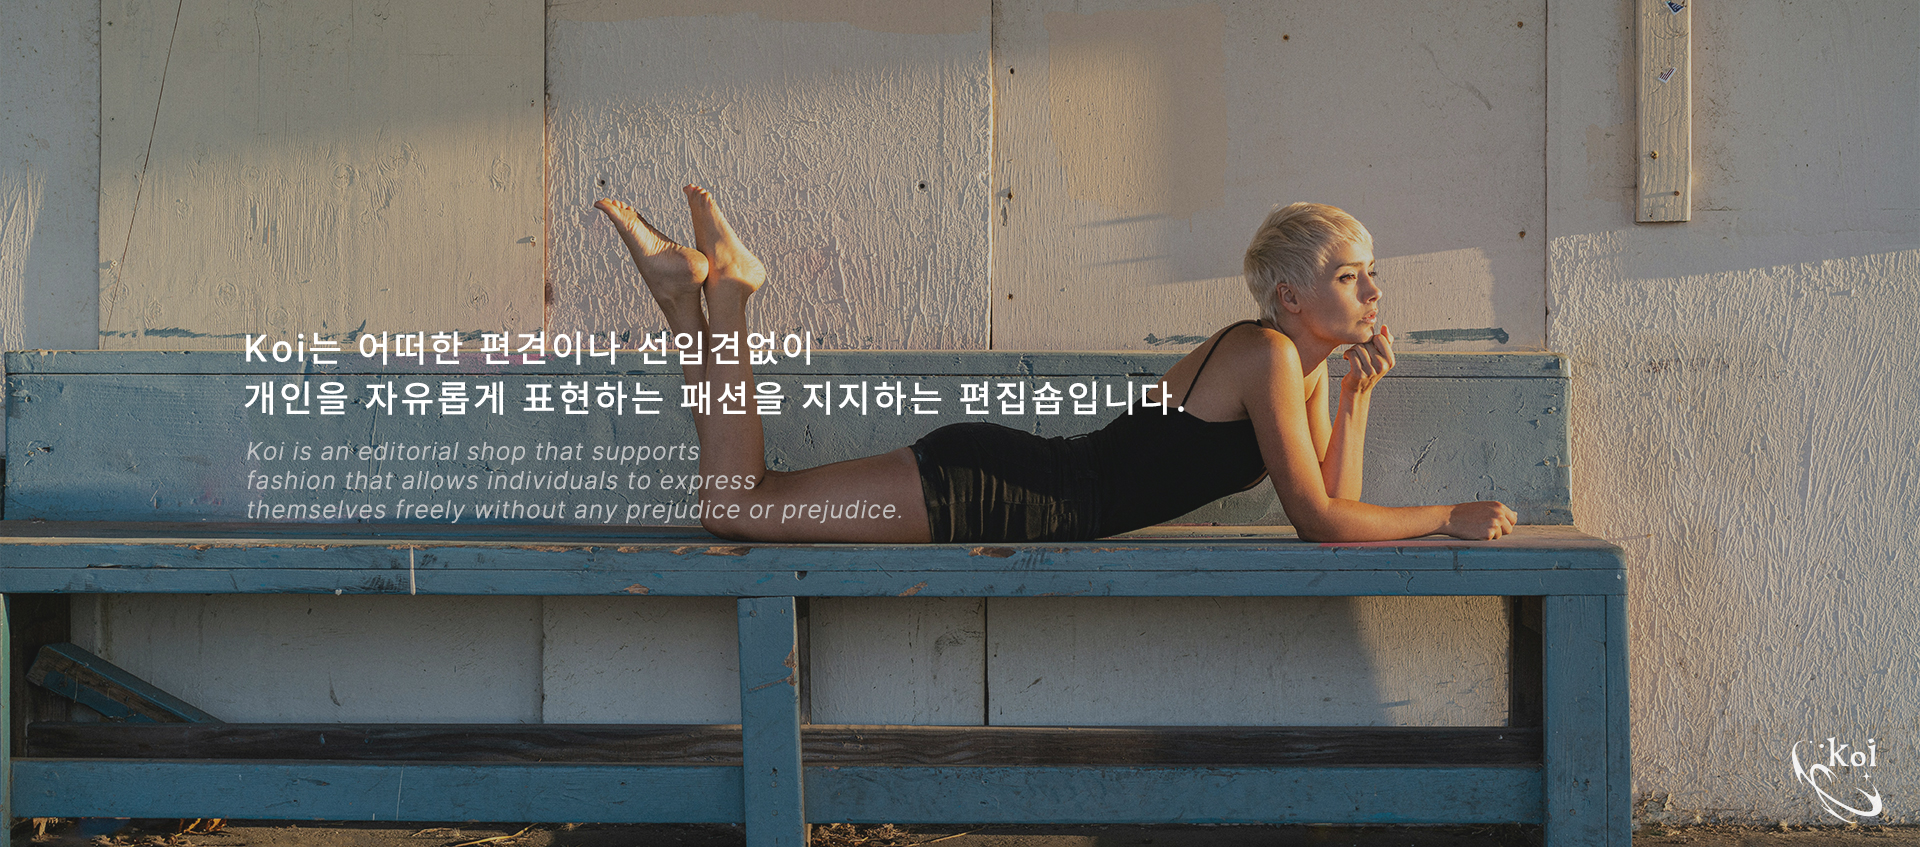 Koi는 어떠한 편견이나 선입견없이
개인을 자유롭게 표현하는 패션을 지지하는 편집숍입니다.
Koi is an editorial shop that supports
fashion that allows individuals to express
themselves freely without any prejudice or prejudice.
Koi